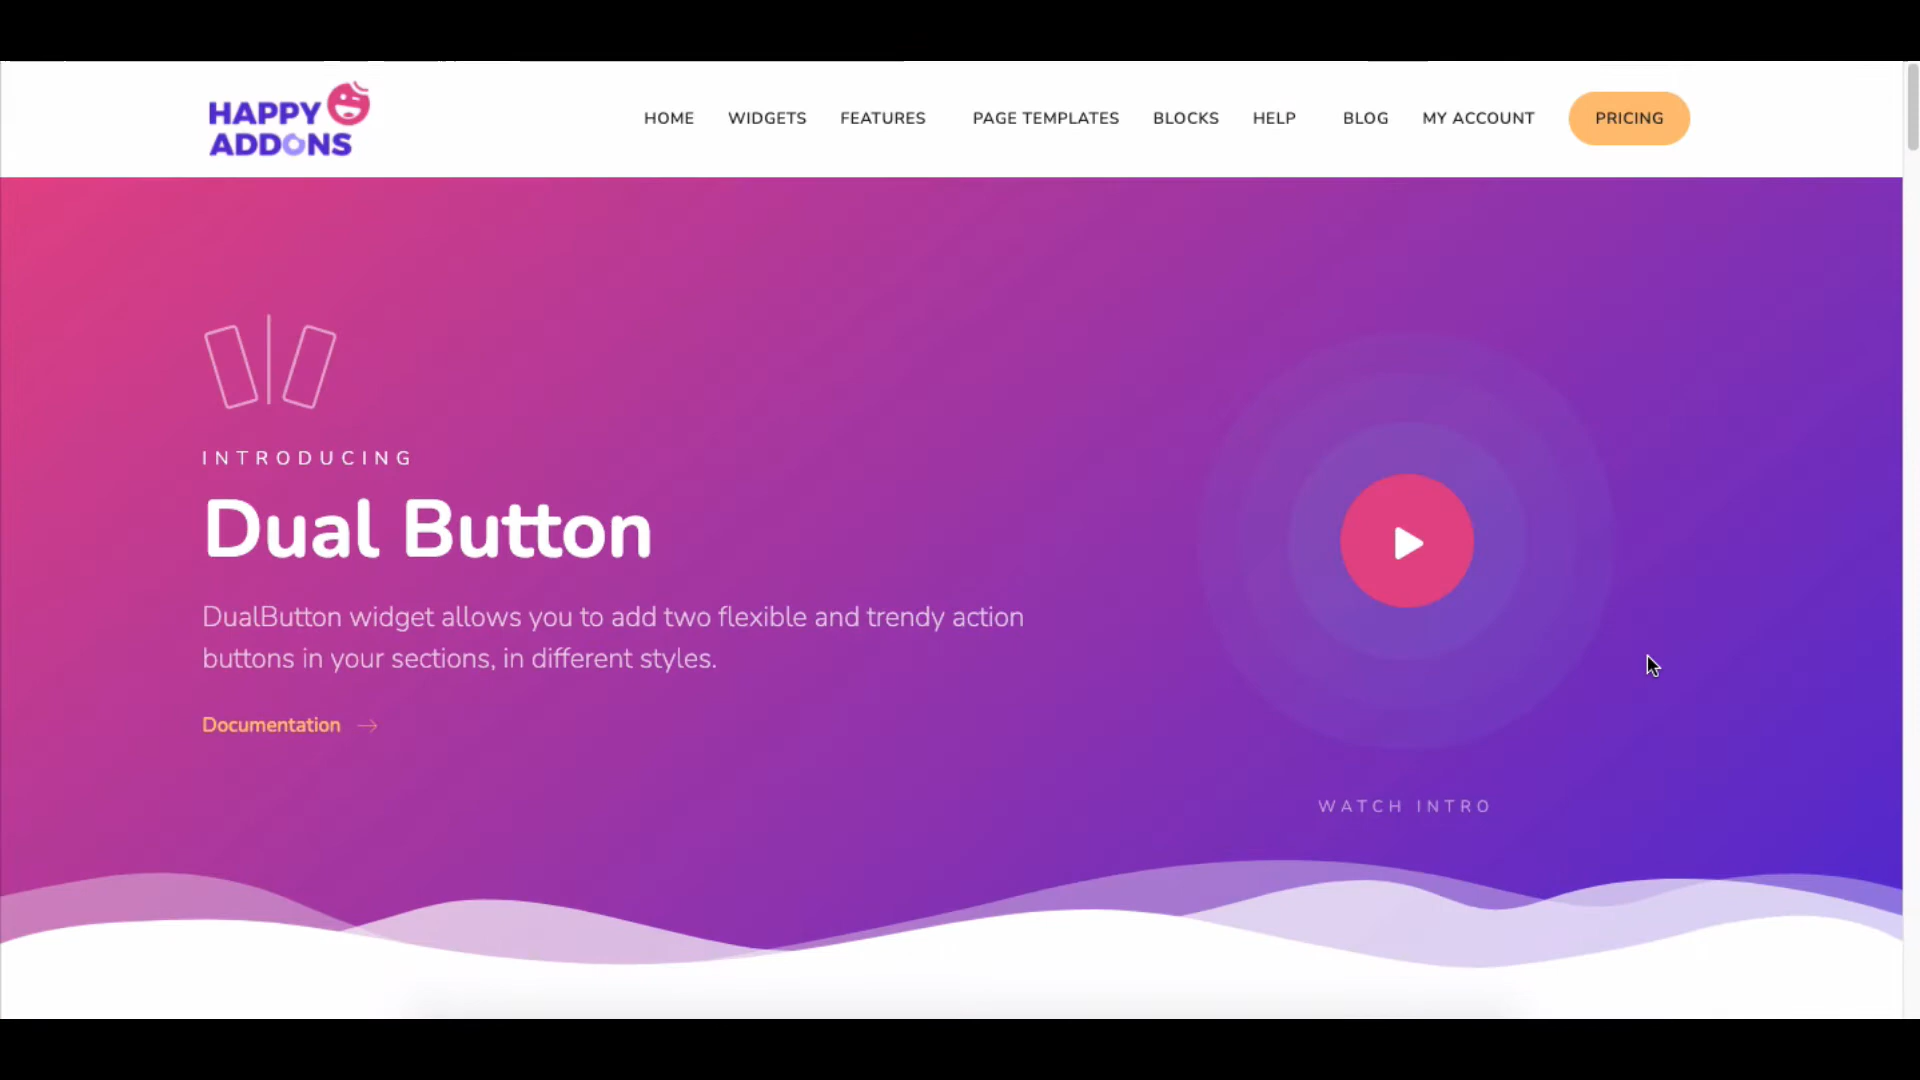 HAPPY ADDONS
HOME WIDGETS FEATURES PAGE TEMPLATES BLOCKS HELP BLOG MY ACCOUNT PRICING
INTRODUCING
Dual Button
DualButton widget allows you to add two flexible and trendy action
buttons in your sections, in different styles.
Documentation
WATCH INTRO